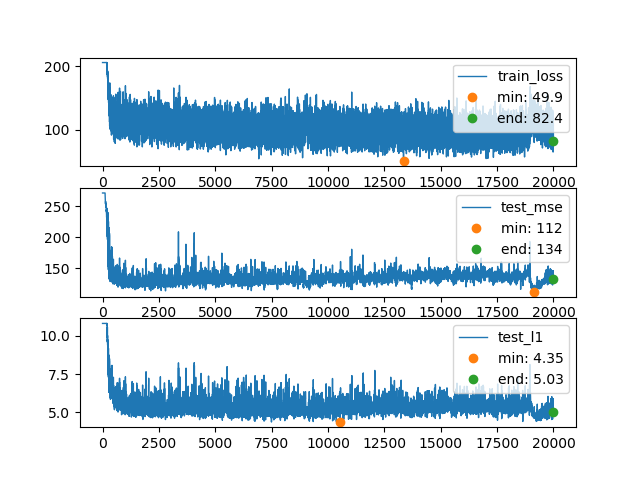 200
100
train_loss
min: 49.9
end: 82.4
0 2500 5000 7500 10000 12500 15000 17500 20000
250
200
150
test_mse
min: 112
end: 134
0 2500 5000 7500 10000 12500 15000 17500 20000
10.0
7.5
5.0
test_l1
min: 4.35
end: 5.03
0 2500 5000 7500 10000 12500 15000 17500 20000